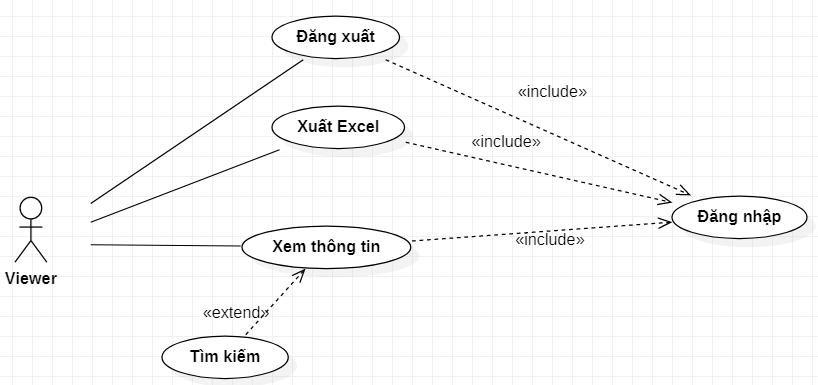 Đăng xuất
«include»
Xuất Excel
«include»
Đăng nhập
Xem thông tin
«include»
Viewer
«extend»
Tìm kiếm